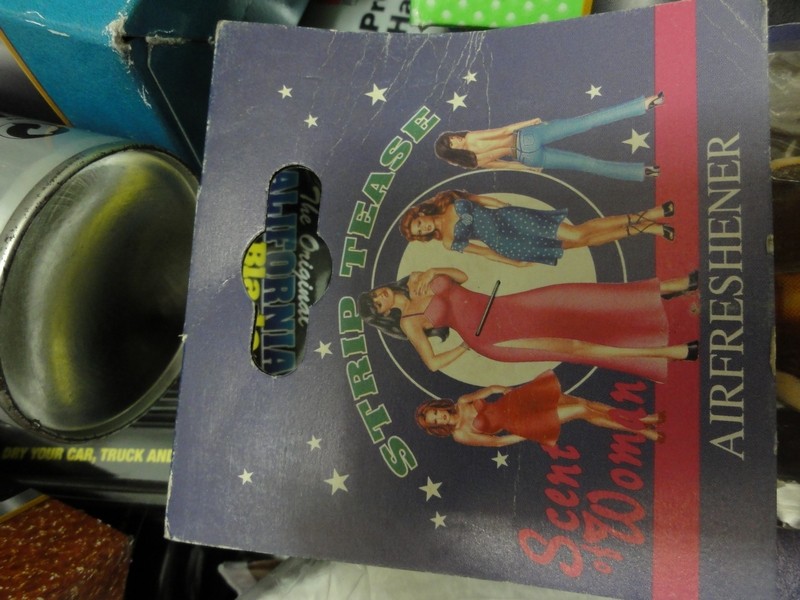 STRIP TEASE
Scent
of Woman
AIRFRESHENER
The Original
CALIFORNIA
DRY YOUR CAR, TRUCK AND